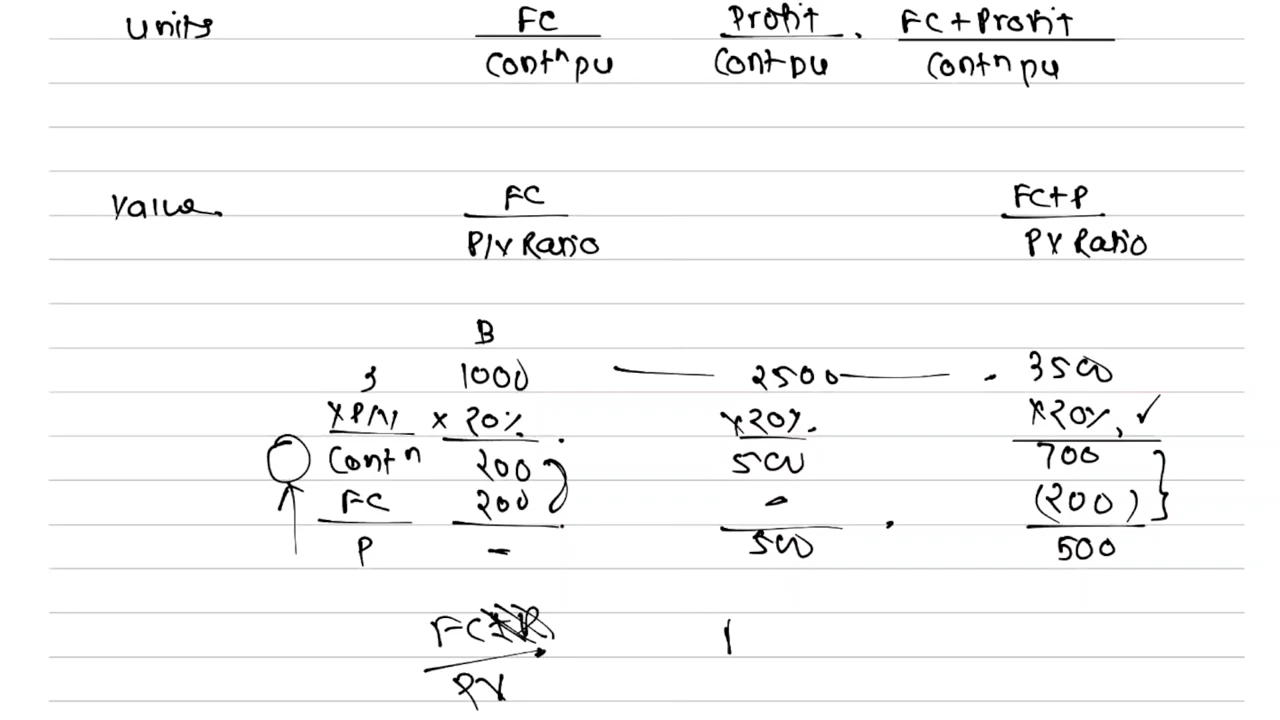 Units FC Profit FC+Profit
Contⁿ pu Cont pu Contⁿ pu
Value FC FC+P
P/V Ratio PV Ratio
B
S 1000 2500 3500
XP/V × 20% ×20% ×20% ✓
Contⁿ 200 500 700
FC 200 - (200)
P - 500 500
FC
PV